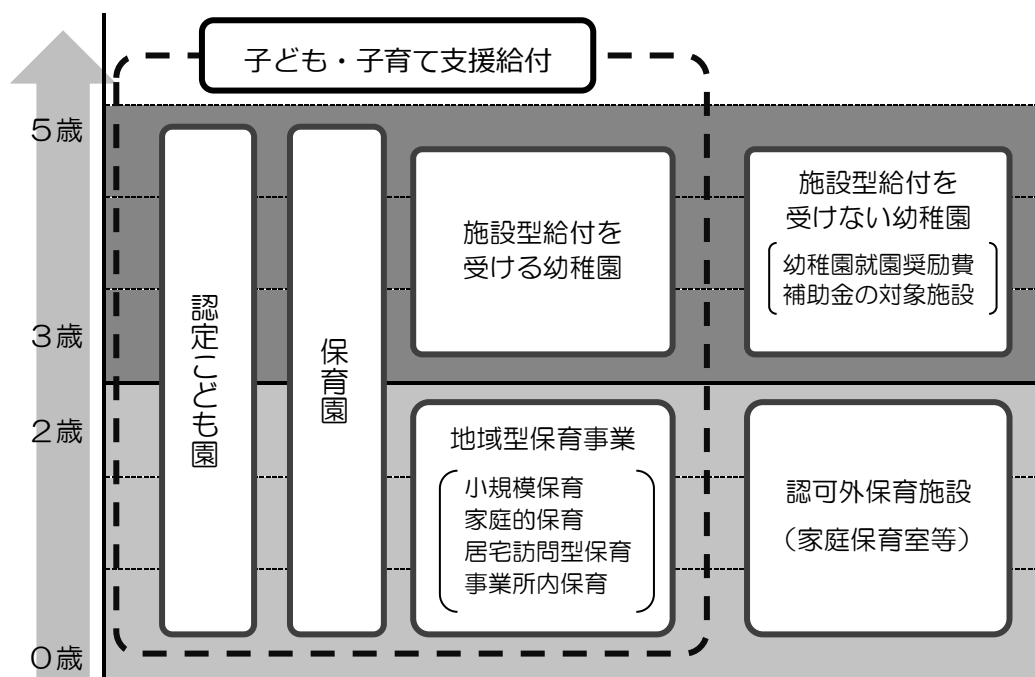 子ども・子育て支援給付
5歳
3歳
2歳
0歳
認定こども園
保育園
施設型給付を
受ける幼稚園
施設型給付を
受けない幼稚園
幼稚園就園奨励費
補助金の対象施設
地域型保育事業
小規模保育
家庭的保育
居宅訪問型保育
事業所内保育
認可外保育施設
（家庭保育室等）